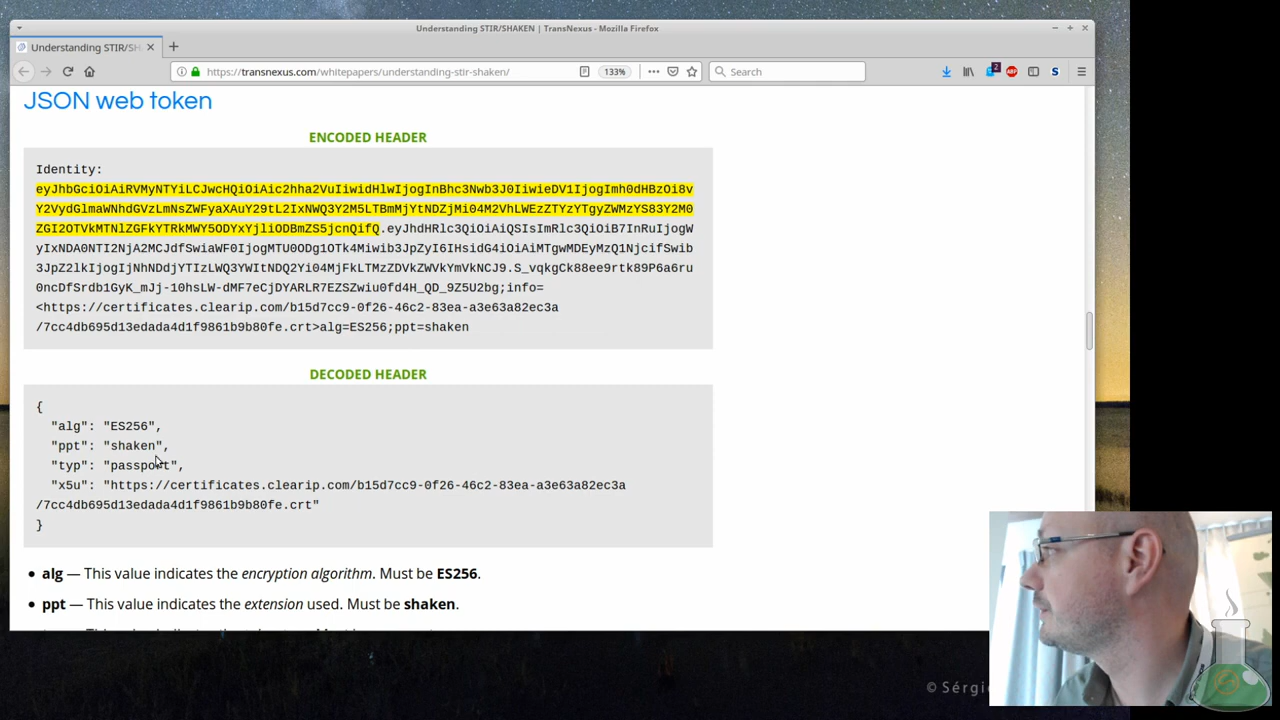 Understanding STIR/SHAKEN | TransNexus - Mozilla Firefox
Understanding STIR/SH
https://transnexus.com/whitepapers/understanding-stir-shaken/
133%
Search
2
ABP
S
JSON web token
ENCODED HEADER
Identity:
eyJhbGciOiAiRVMyNTYiLCJwcHQiOiAic2hha2VuIiwidHlwIjogInBhc3Nwb3J0IiwieDV1IjogImh0dHBzOi8v
Y2VydGlmaWNhdGVzLmNsZWFyaXAuY29tL2IxNWQ3Y2M5LTBmMjYtNDZjMi04M2VhLWEzZTYzYTgyZWMzYS83Y2M0
ZGI2OTVkMTNlZGFkYTRkMWY5ODYxYjliODBmZS5jcnQifQ.eyJhdHRlc3QiOiAiQSIsImRlc3QiOiB7InRuIjogW
yIxNDA0NTI2NjA2MCJdfSwiaWF0IjogMTU0ODg1OTk4Miwib3JpZyI6IHsidG4iOiAiMTgwMDEyMzQ1NjcifSwib
3JpZ2lkIjogIjNhNDdjYTIzLWQ3YWItNDQ2Yi04MjFkLTMzZDVkZWVkYmVkNCJ9.S_vqkgCk88ee9rtk89P6a6ru
0ncDfSrdb1GyK_mJj-10hsLW-dMF7eCjDYARLR7EZSZwiu0fd4H_QD_9Z5U2bg;info=
<https://certificates.clearip.com/b15d7cc9-0f26-46c2-83ea-a3e63a82ec3a
/7cc4db695d13edada4d1f9861b9b80fe.crt>alg=ES256;ppt=shaken
DECODED HEADER
{
"alg": "ES256",
"ppt": "shaken",
"typ": "passport",
"x5u": "https://certificates.clearip.com/b15d7cc9-0f26-46c2-83ea-a3e63a82ec3a
/7cc4db695d13edada4d1f9861b9b80fe.crt"
}
• alg — This value indicates the encryption algorithm. Must be ES256.
• ppt — This value indicates the extension used. Must be shaken.
© Sérgi